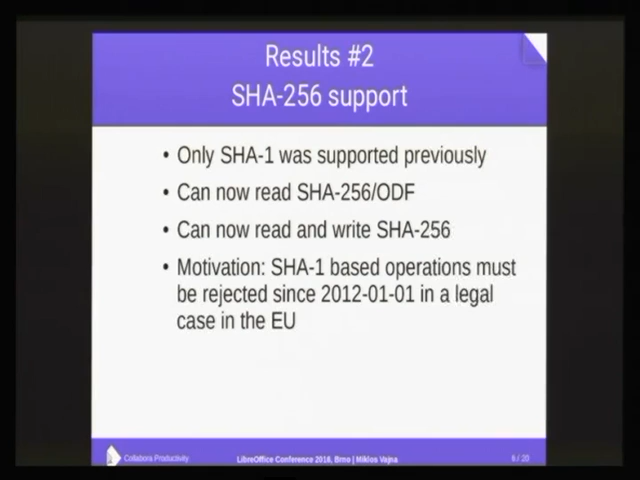 Results #2
SHA-256 support
• Only SHA-1 was supported previously
• Can now read SHA-256/ODF
• Can now read and write SHA-256
• Motivation: SHA-1 based operations must
be rejected since 2012-01-01 in a legal
case in the EU
Collabora Productivity
LibreOffice Conference 2016, Brno | Miklos Vajna
9 / 20